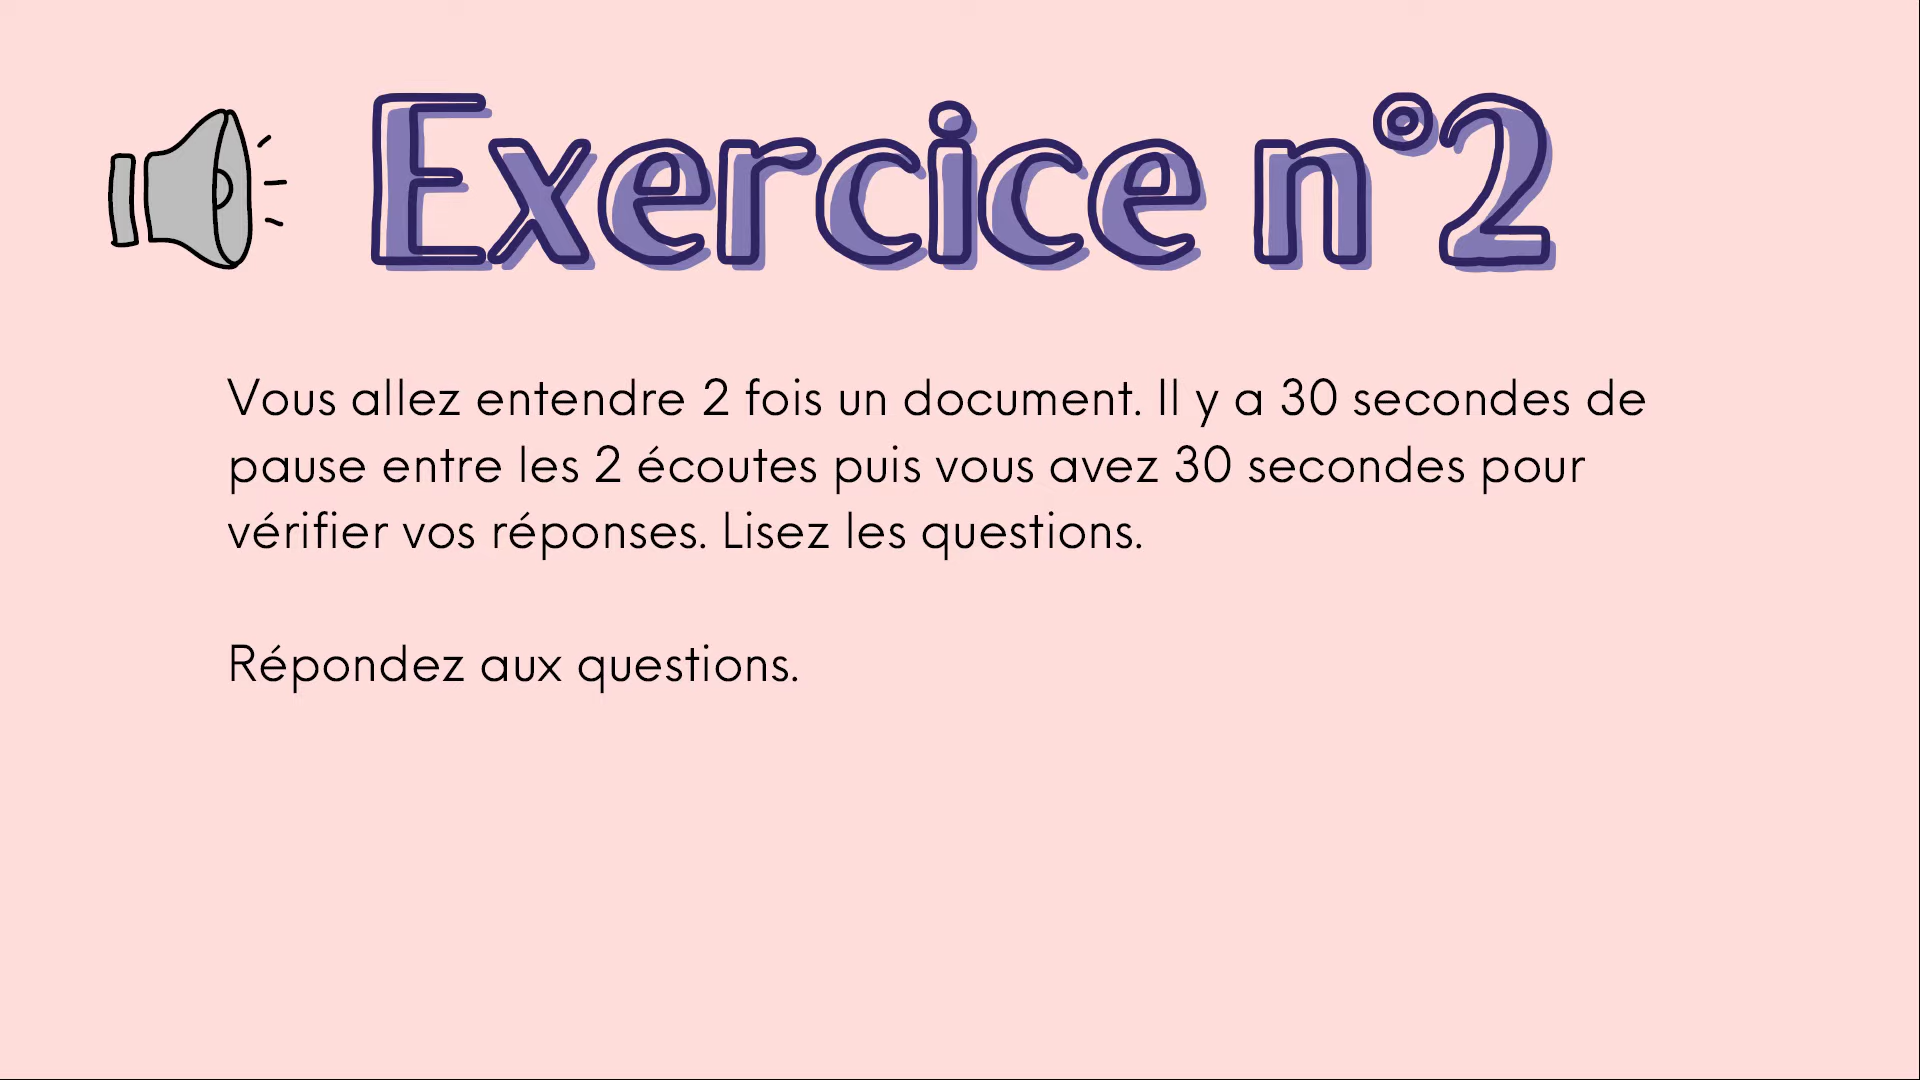 Exercice n°2
Vous allez entendre 2 fois un document. Il y a 30 secondes de
pause entre les 2 écoutes puis vous avez 30 secondes pour
vérifier vos réponses. Lisez les questions.
Répondez aux questions.